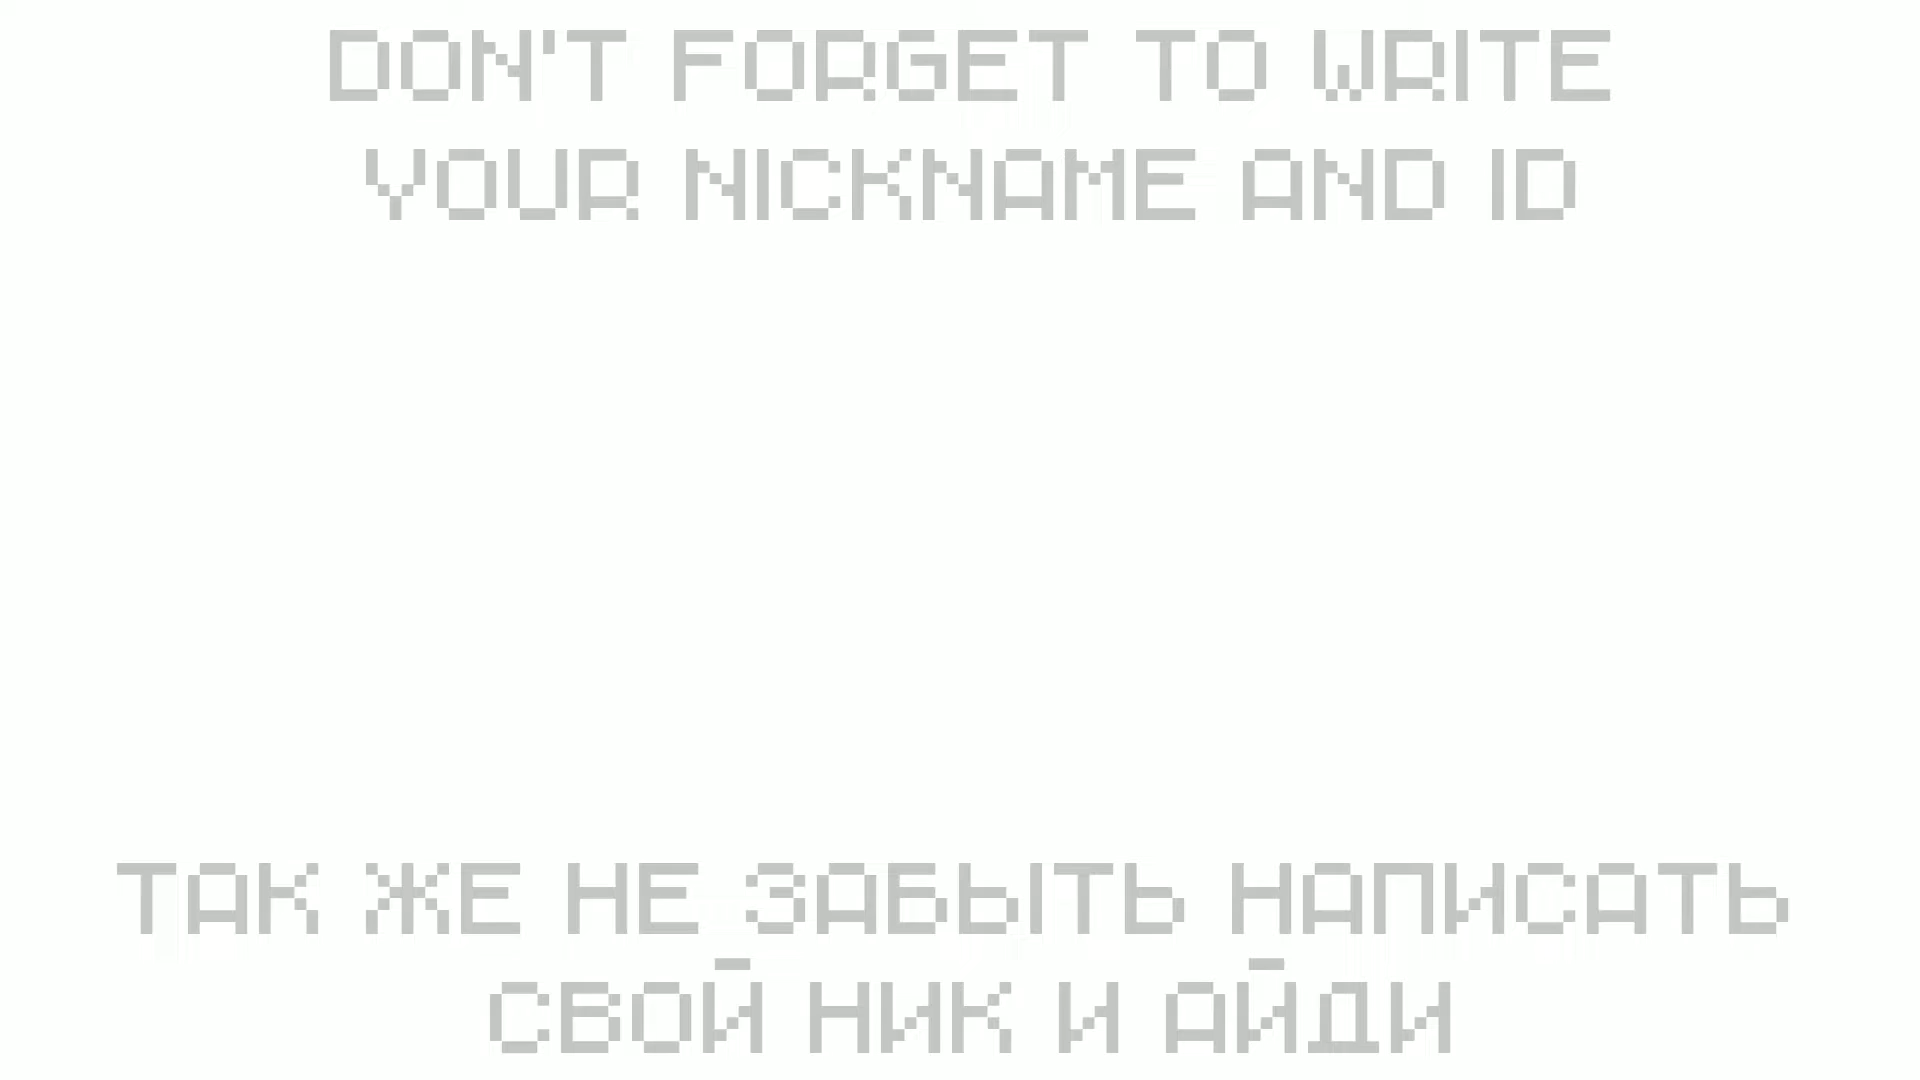 DON'T FORGET TO WRITE
YOUR NICKNAME AND ID
ТАК ЖЕ НЕ ЗАБЫТЬ НАПИСАТЬ
СВОЙ НИК И АЙДИ